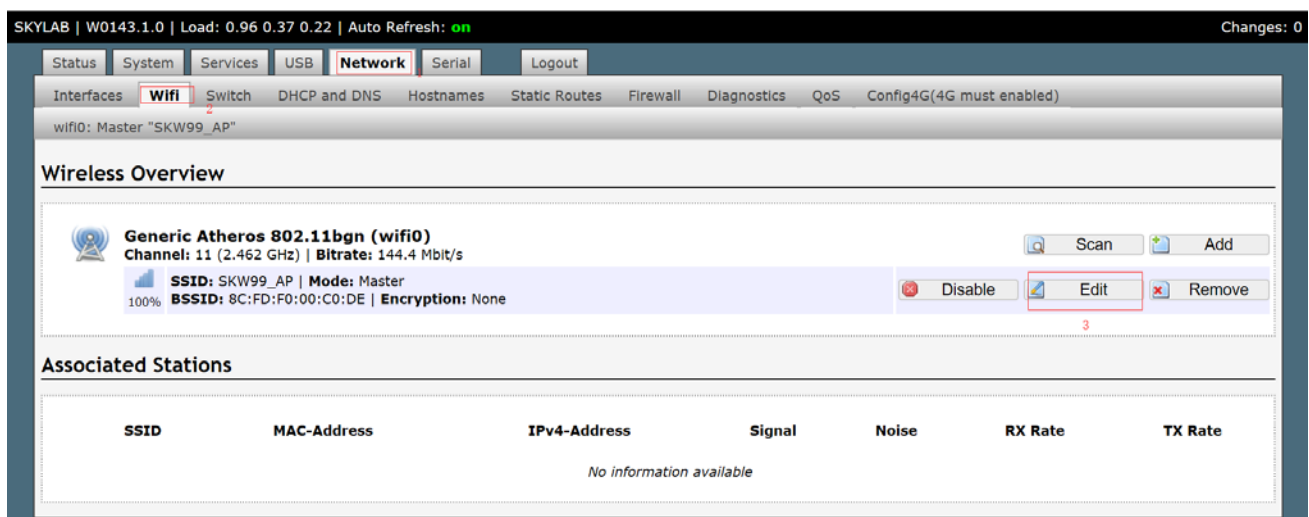 SKYLAB | W0143.1.0 | Load: 0.96 0.37 0.22 | Auto Refresh: on Changes: 0
Status System Services USB Network Serial Logout
Interfaces Wifi Switch DHCP and DNS Hostnames Static Routes Firewall Diagnostics QoS Config4G(4G must enabled)
2
wifi0: Master "SKW99_AP"
Wireless Overview
Generic Atheros 802.11bgn (wifi0)
Channel: 11 (2.462 GHz) | Bitrate: 144.4 Mbit/s
Scan Add
SSID: SKW99_AP | Mode: Master
100% BSSID: 8C:FD:F0:00:C0:DE | Encryption: None
Disable Edit Remove
3
Associated Stations
SSID MAC-Address IPv4-Address Signal Noise RX Rate TX Rate
No information available